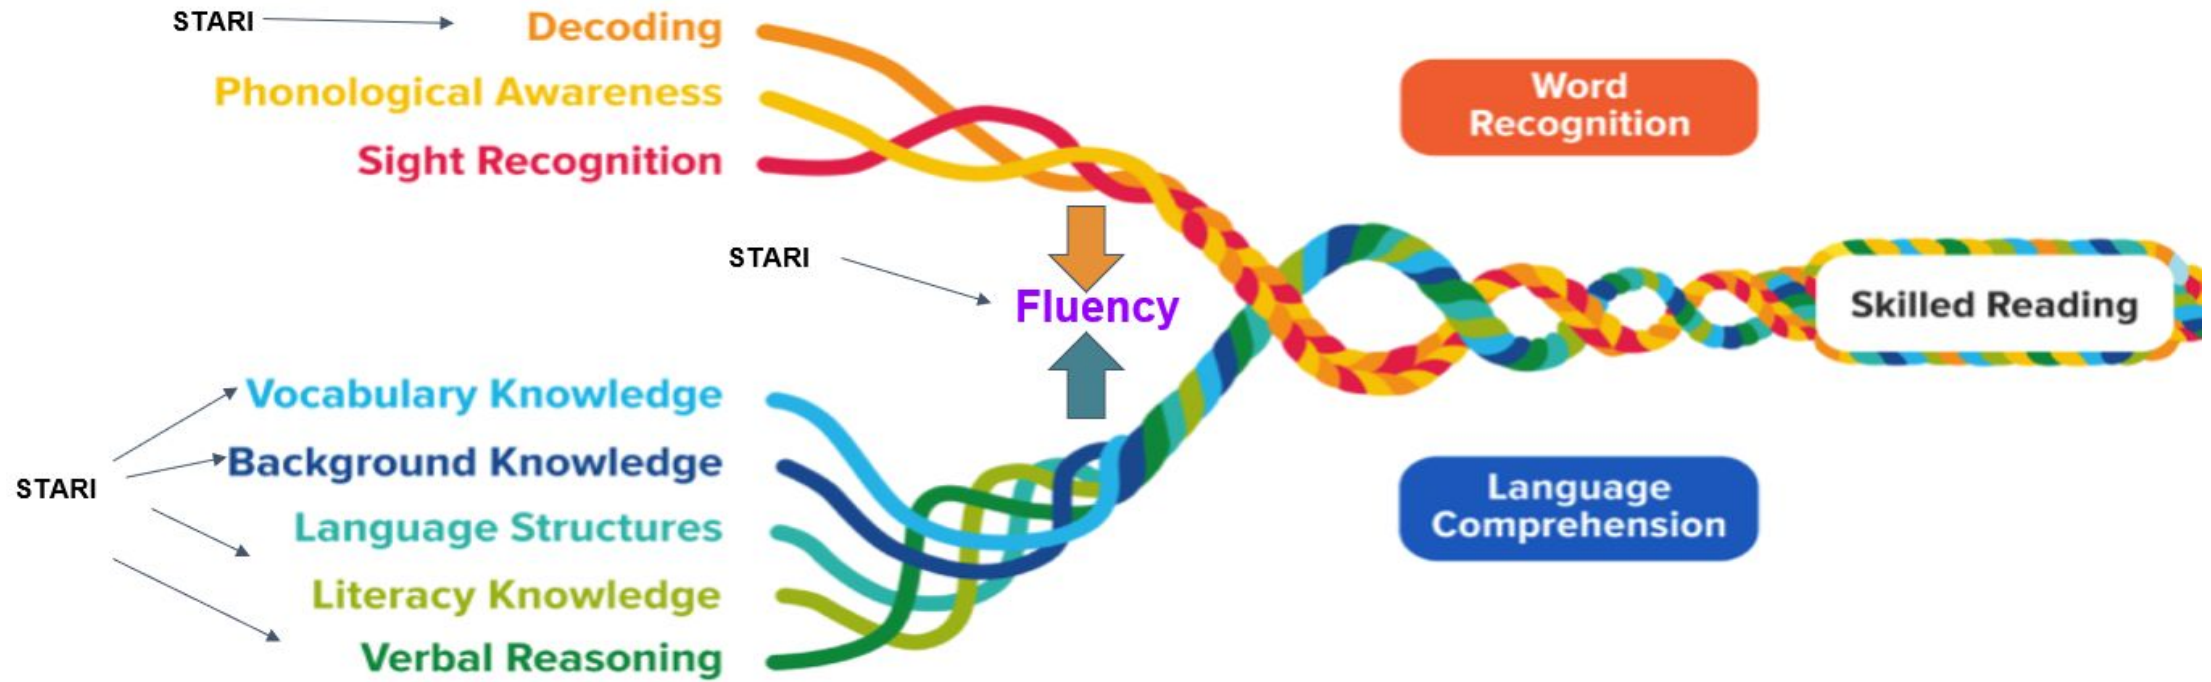 STARI
Decoding
Phonological Awareness
Sight Recognition
Word
Recognition
STARI
Fluency
Skilled Reading
STARI
Vocabulary Knowledge
Background Knowledge
Language Structures
Literacy Knowledge
Verbal Reasoning
Language
Comprehension